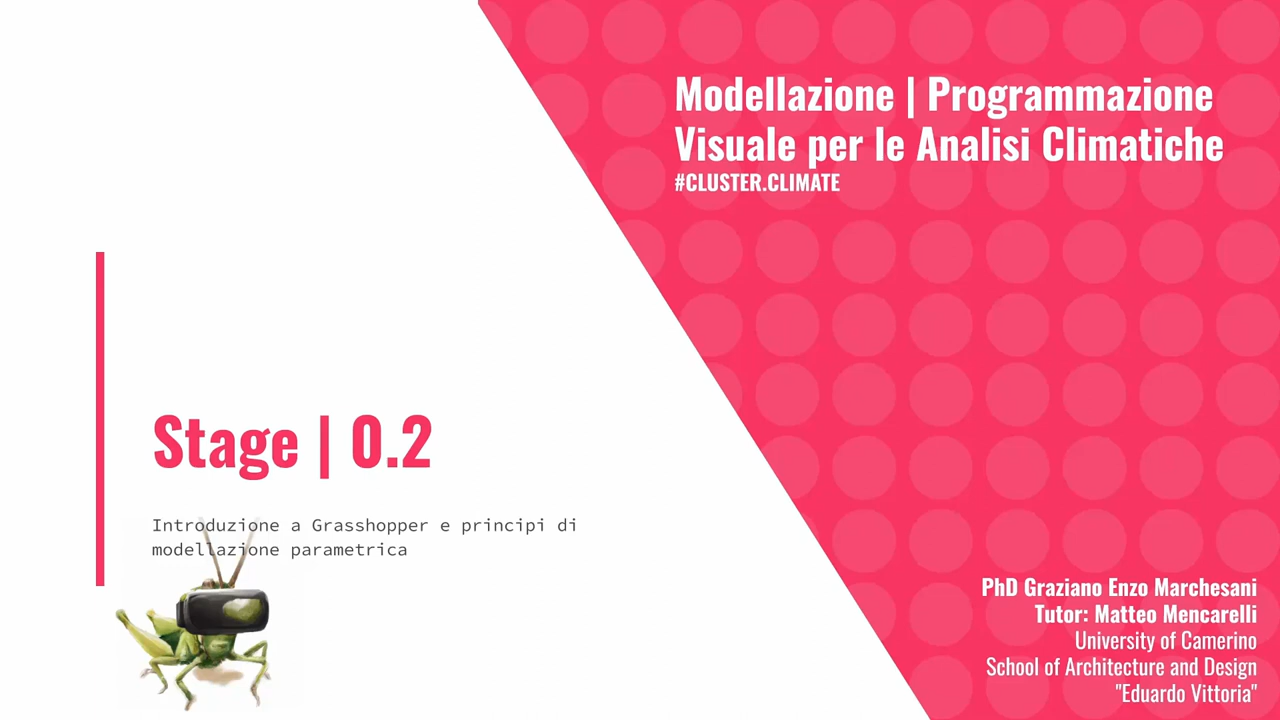 Modellazione | Programmazione
Visuale per le Analisi Climatiche
#CLUSTER.CLIMATE
Stage | 0.2
Introduzione a Grasshopper e principi di
modellazione parametrica
PhD Graziano Enzo Marchesani
Tutor: Matteo Mencarelli
University of Camerino
School of Architecture and Design
"Eduardo Vittoria"